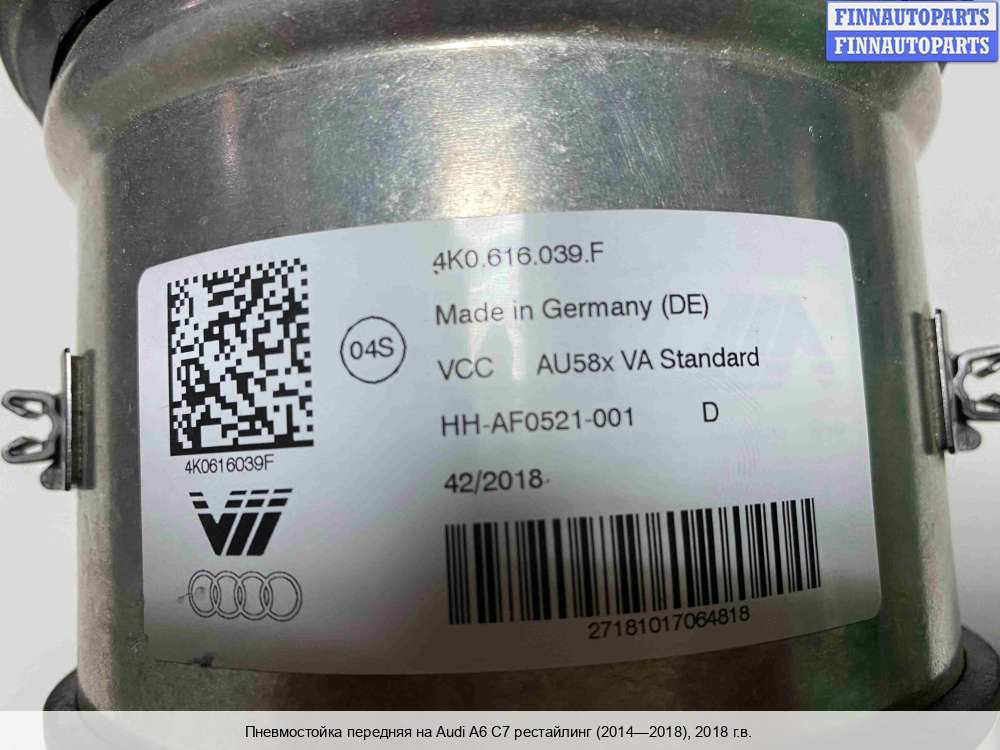 FINNAUTOPARTS
FINNAUTOPARTS
4K0.616.039.F
Made in Germany (DE)
04S
VCC AU58x VA Standard
HH-AF0521-001 D
4K0616039F
42/2018
Vii
27181017064818
Пневмостойка передняя на Audi A6 C7 рестайлинг (2014—2018), 2018 г.в.